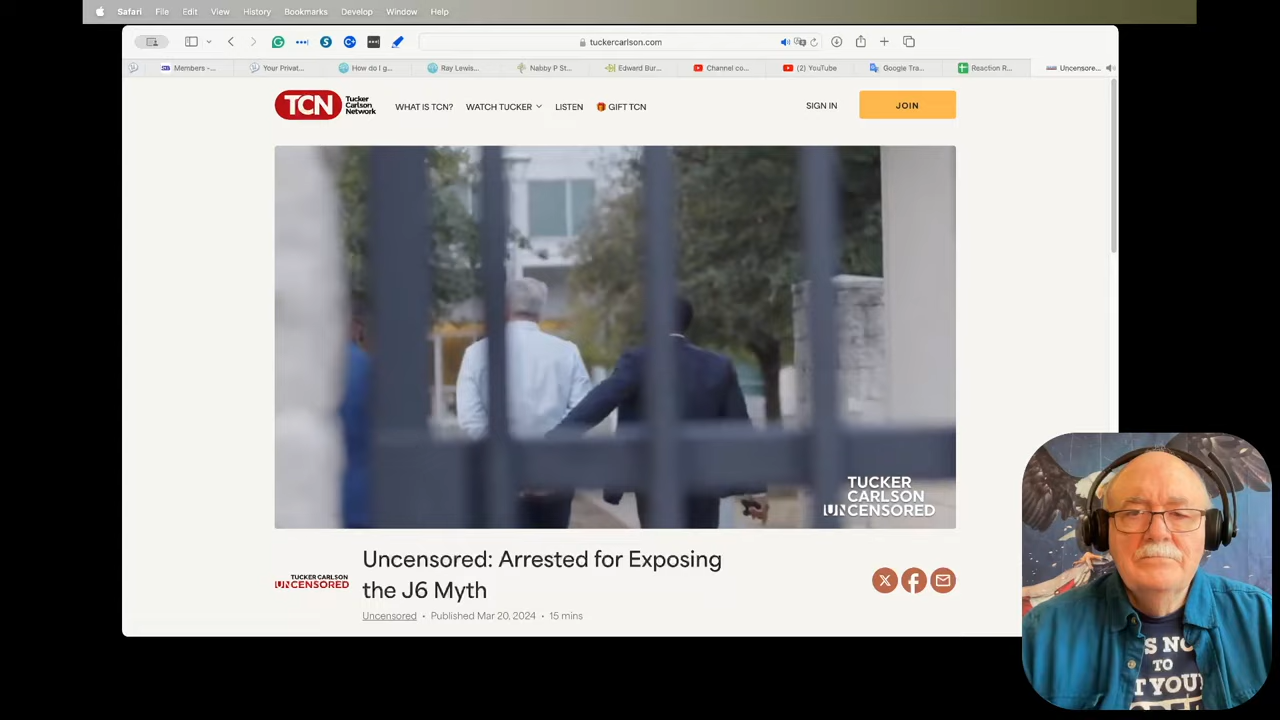 Safari File Edit View History Bookmarks Develop Window Help
tuckercarlson.com
Members –... Your Privat... How do I g... Ray Lewis... Nabby P St... Edward Bur... Channel co... (2) YouTube Google Tra... Reaction R... Uncensore...
TCN Tucker Carlson Network
WHAT IS TCN? WATCH TUCKER LISTEN GIFT TCN SIGN IN JOIN
TUCKER
CARLSON
UNCENSORED
TUCKER CARLSON
UNCENSORED
Uncensored: Arrested for Exposing
the J6 Myth
Uncensored • Published Mar 20, 2024 • 15 mins
S NO
TO
T YOU